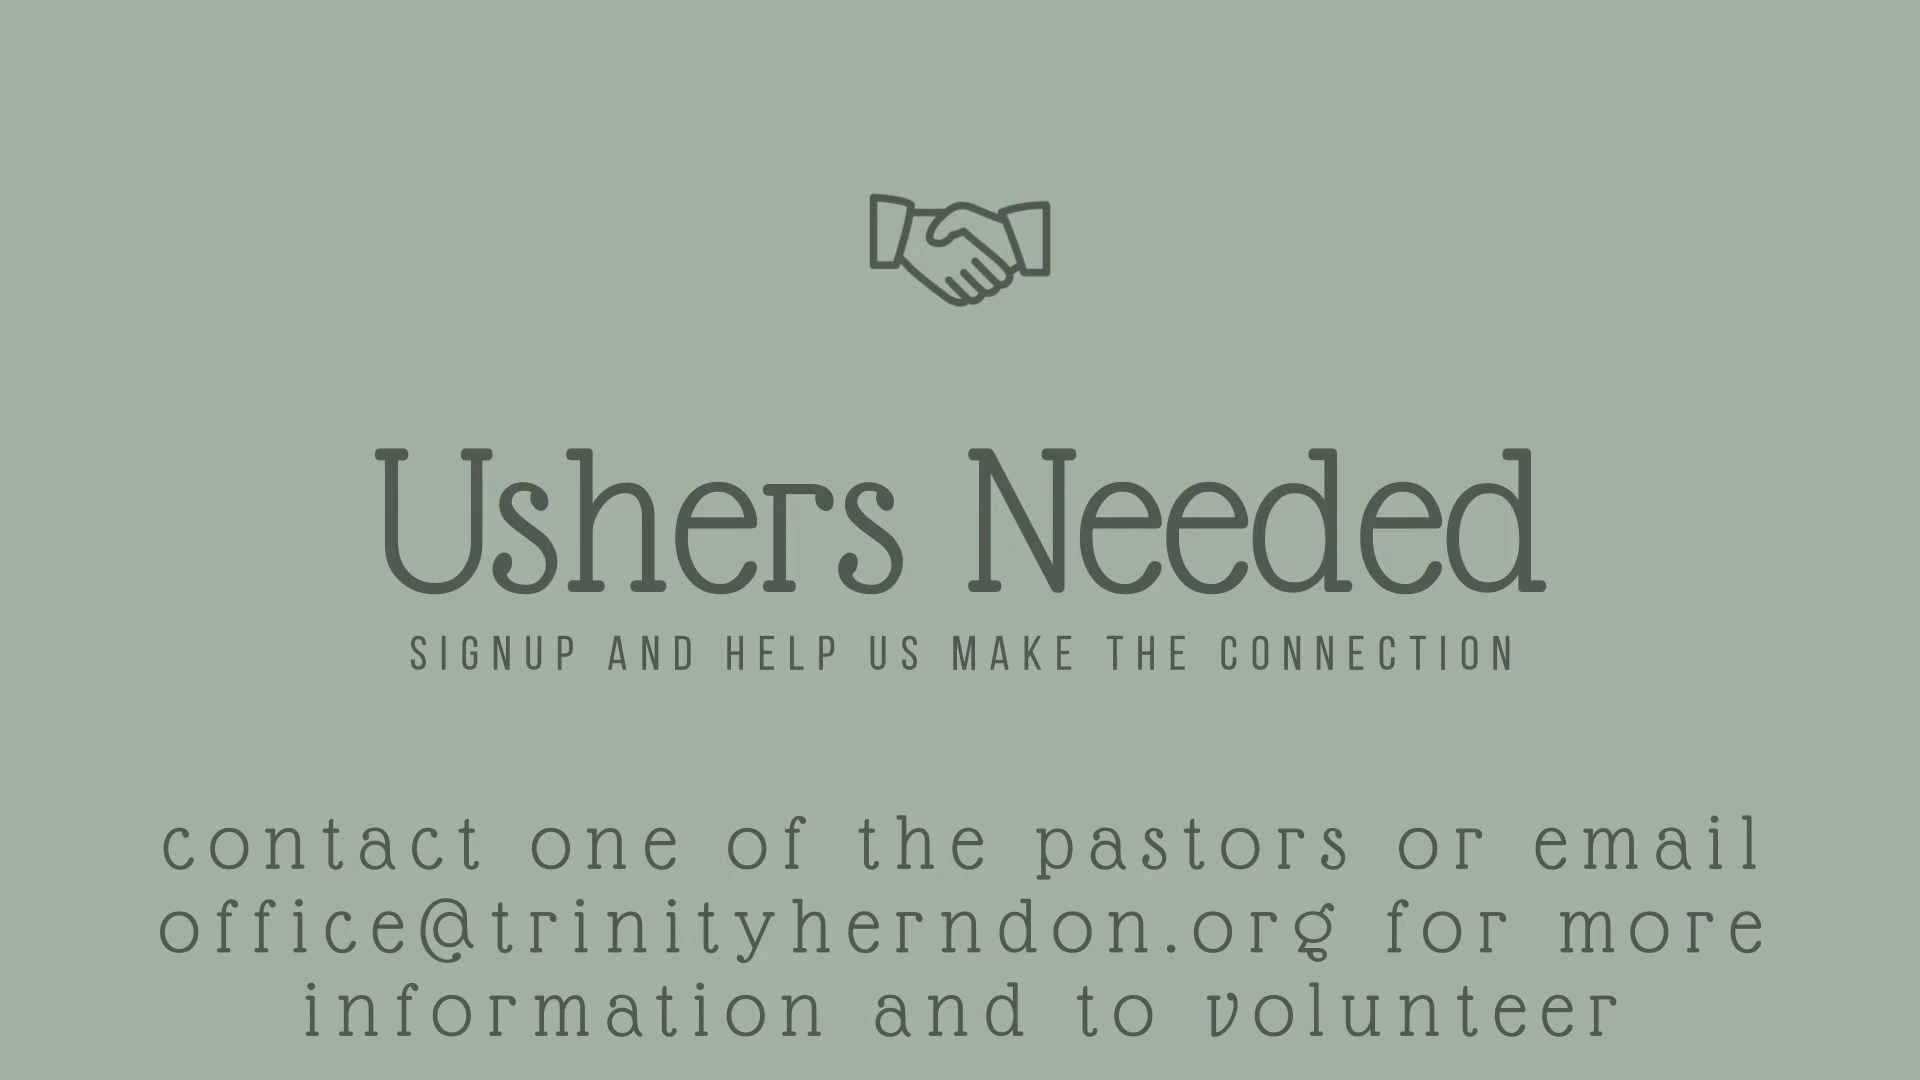 Ushers Needed
SIGNUP AND HELP US MAKE THE CONNECTION
contact one of the pastors or email
office@trinityherndon.org for more
information and to volunteer